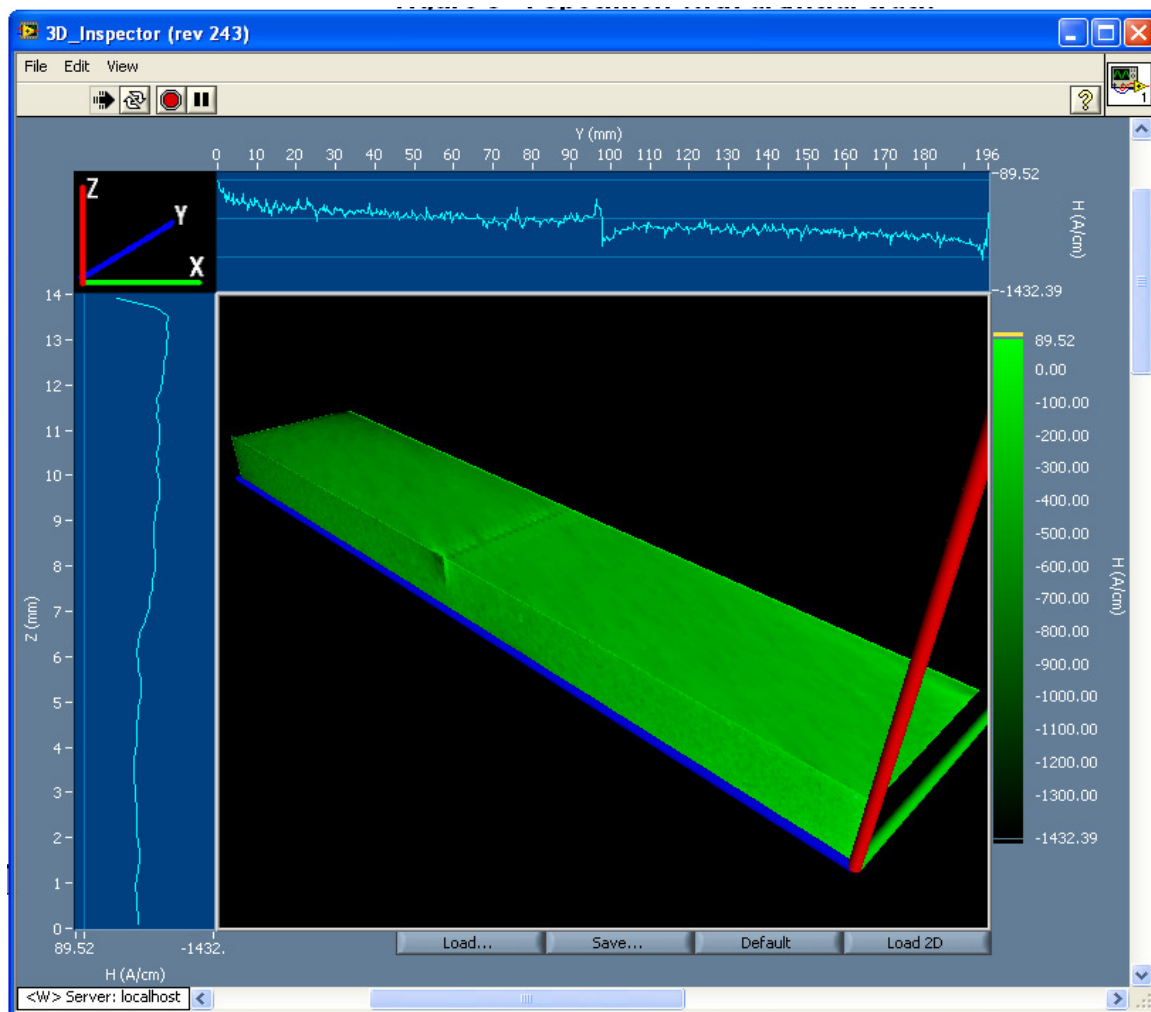 3D_Inspector (rev 243)
File Edit View
1
Y (mm)
0 10 20 30 40 50 60 70 80 90 100 110 120 130 140 150 160 170 180 196
89.52
H (A/cm)
-1432.39
Z
Y
X
14
13
12
11
10
9
8
7
6
5
4
3
2
1
0
Z (mm)
89.52 -1432.
H (A/cm)
89.52
0.00
-100.00
-200.00
-300.00
-400.00
-500.00
-600.00
-700.00
-800.00
-900.00
-1000.00
-1100.00
-1200.00
-1300.00
-1432.39
H (A/cm)
Load... Save... Default Load 2D
<W> Server: localhost